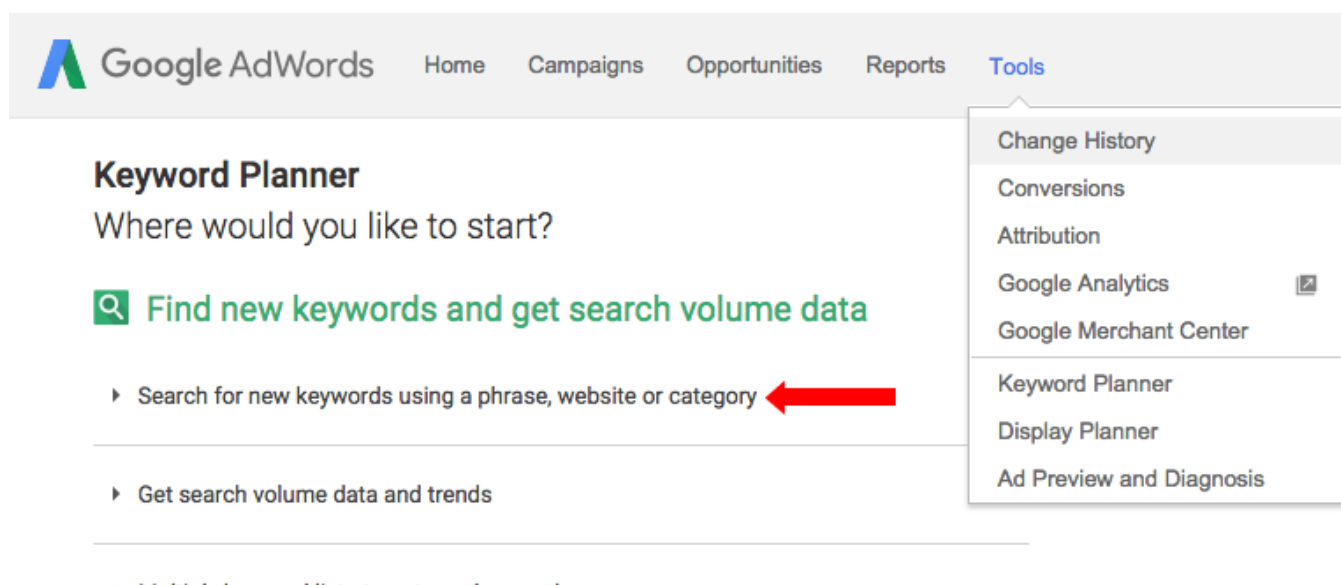 Google AdWords Home Campaigns Opportunities Reports Tools
Change History
Conversions
Attribution
Google Analytics
Google Merchant Center
Keyword Planner
Display Planner
Ad Preview and Diagnosis
Keyword Planner
Where would you like to start?
Find new keywords and get search volume data
Search for new keywords using a phrase, website or category
Get search volume data and trends